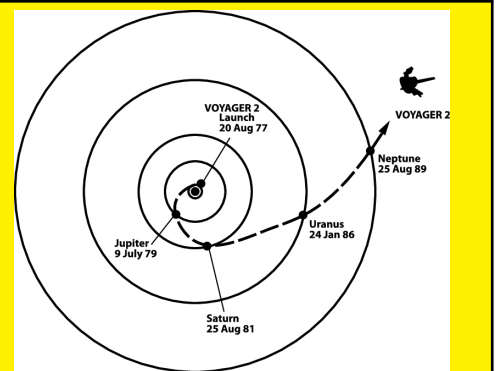 VOYAGER 2
Launch
20 Aug 77
VOYAGER 2
Neptune
25 Aug 89
Uranus
24 Jan 86
Jupiter
9 July 79
Saturn
25 Aug 81